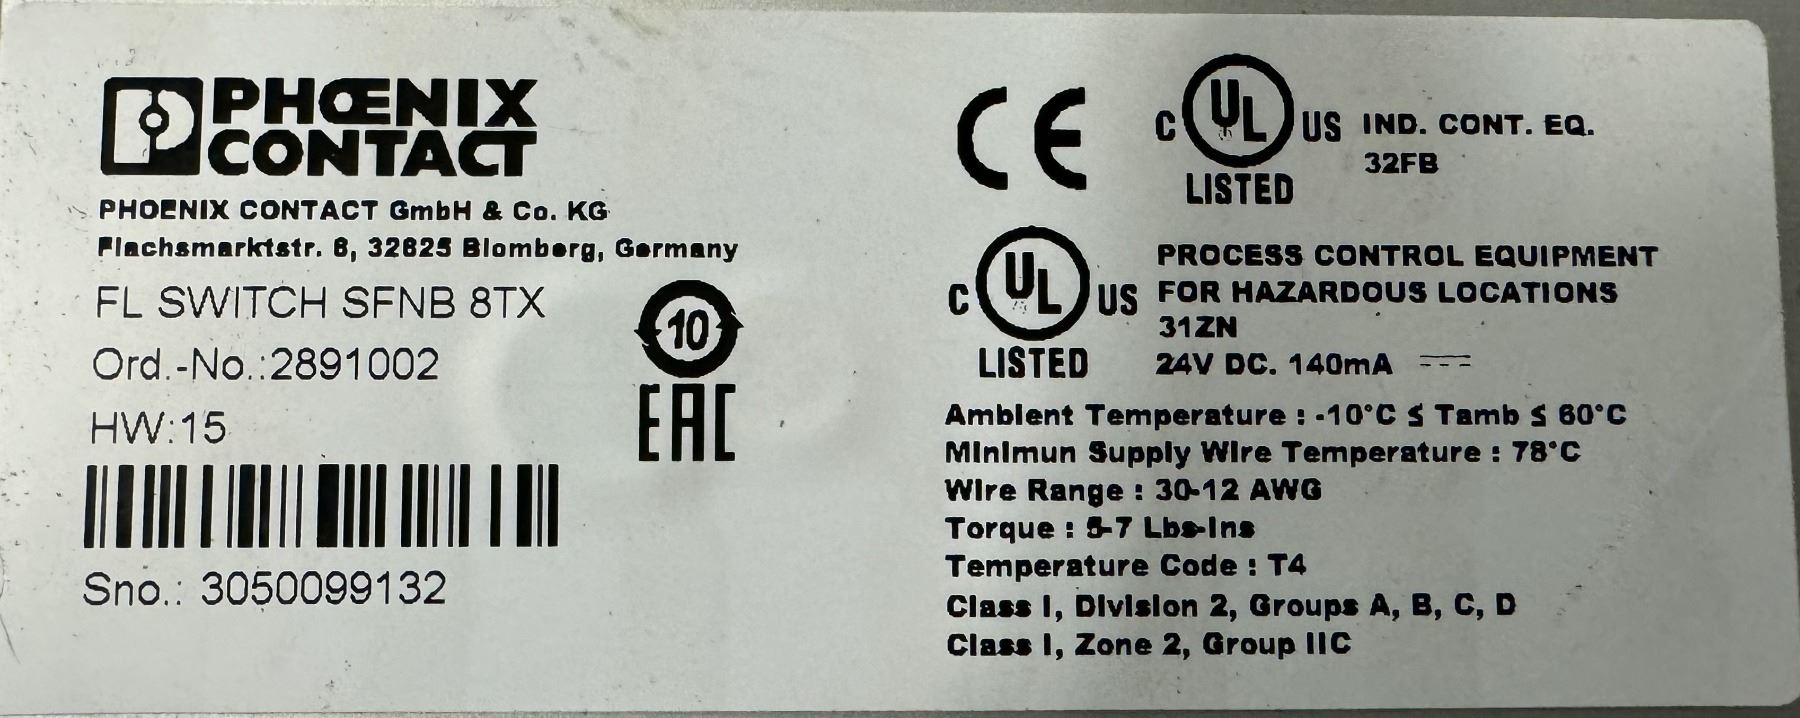 PHOENIX
CONTACT
PHOENIX CONTACT GmbH & Co. KG
Flachsmarktstr. 8, 32825 Blomberg, Germany
FL SWITCH SFNB 8TX
Ord.-No.:2891002
HW:15
Sno.: 3050099132
10
EAC
CE
C UL US IND. CONT. EQ.
32FB
LISTED
C UL US
LISTED
PROCESS CONTROL EQUIPMENT
FOR HAZARDOUS LOCATIONS
31ZN
24V DC. 140mA
Ambient Temperature : -10°C ≤ Tamb ≤ 60°C
Minimun Supply Wire Temperature : 78°C
Wire Range : 30-12 AWG
Torque : 5-7 Lbs-Ins
Temperature Code : T4
Class I, Division 2, Groups A, B, C, D
Class I, Zone 2, Group IIC